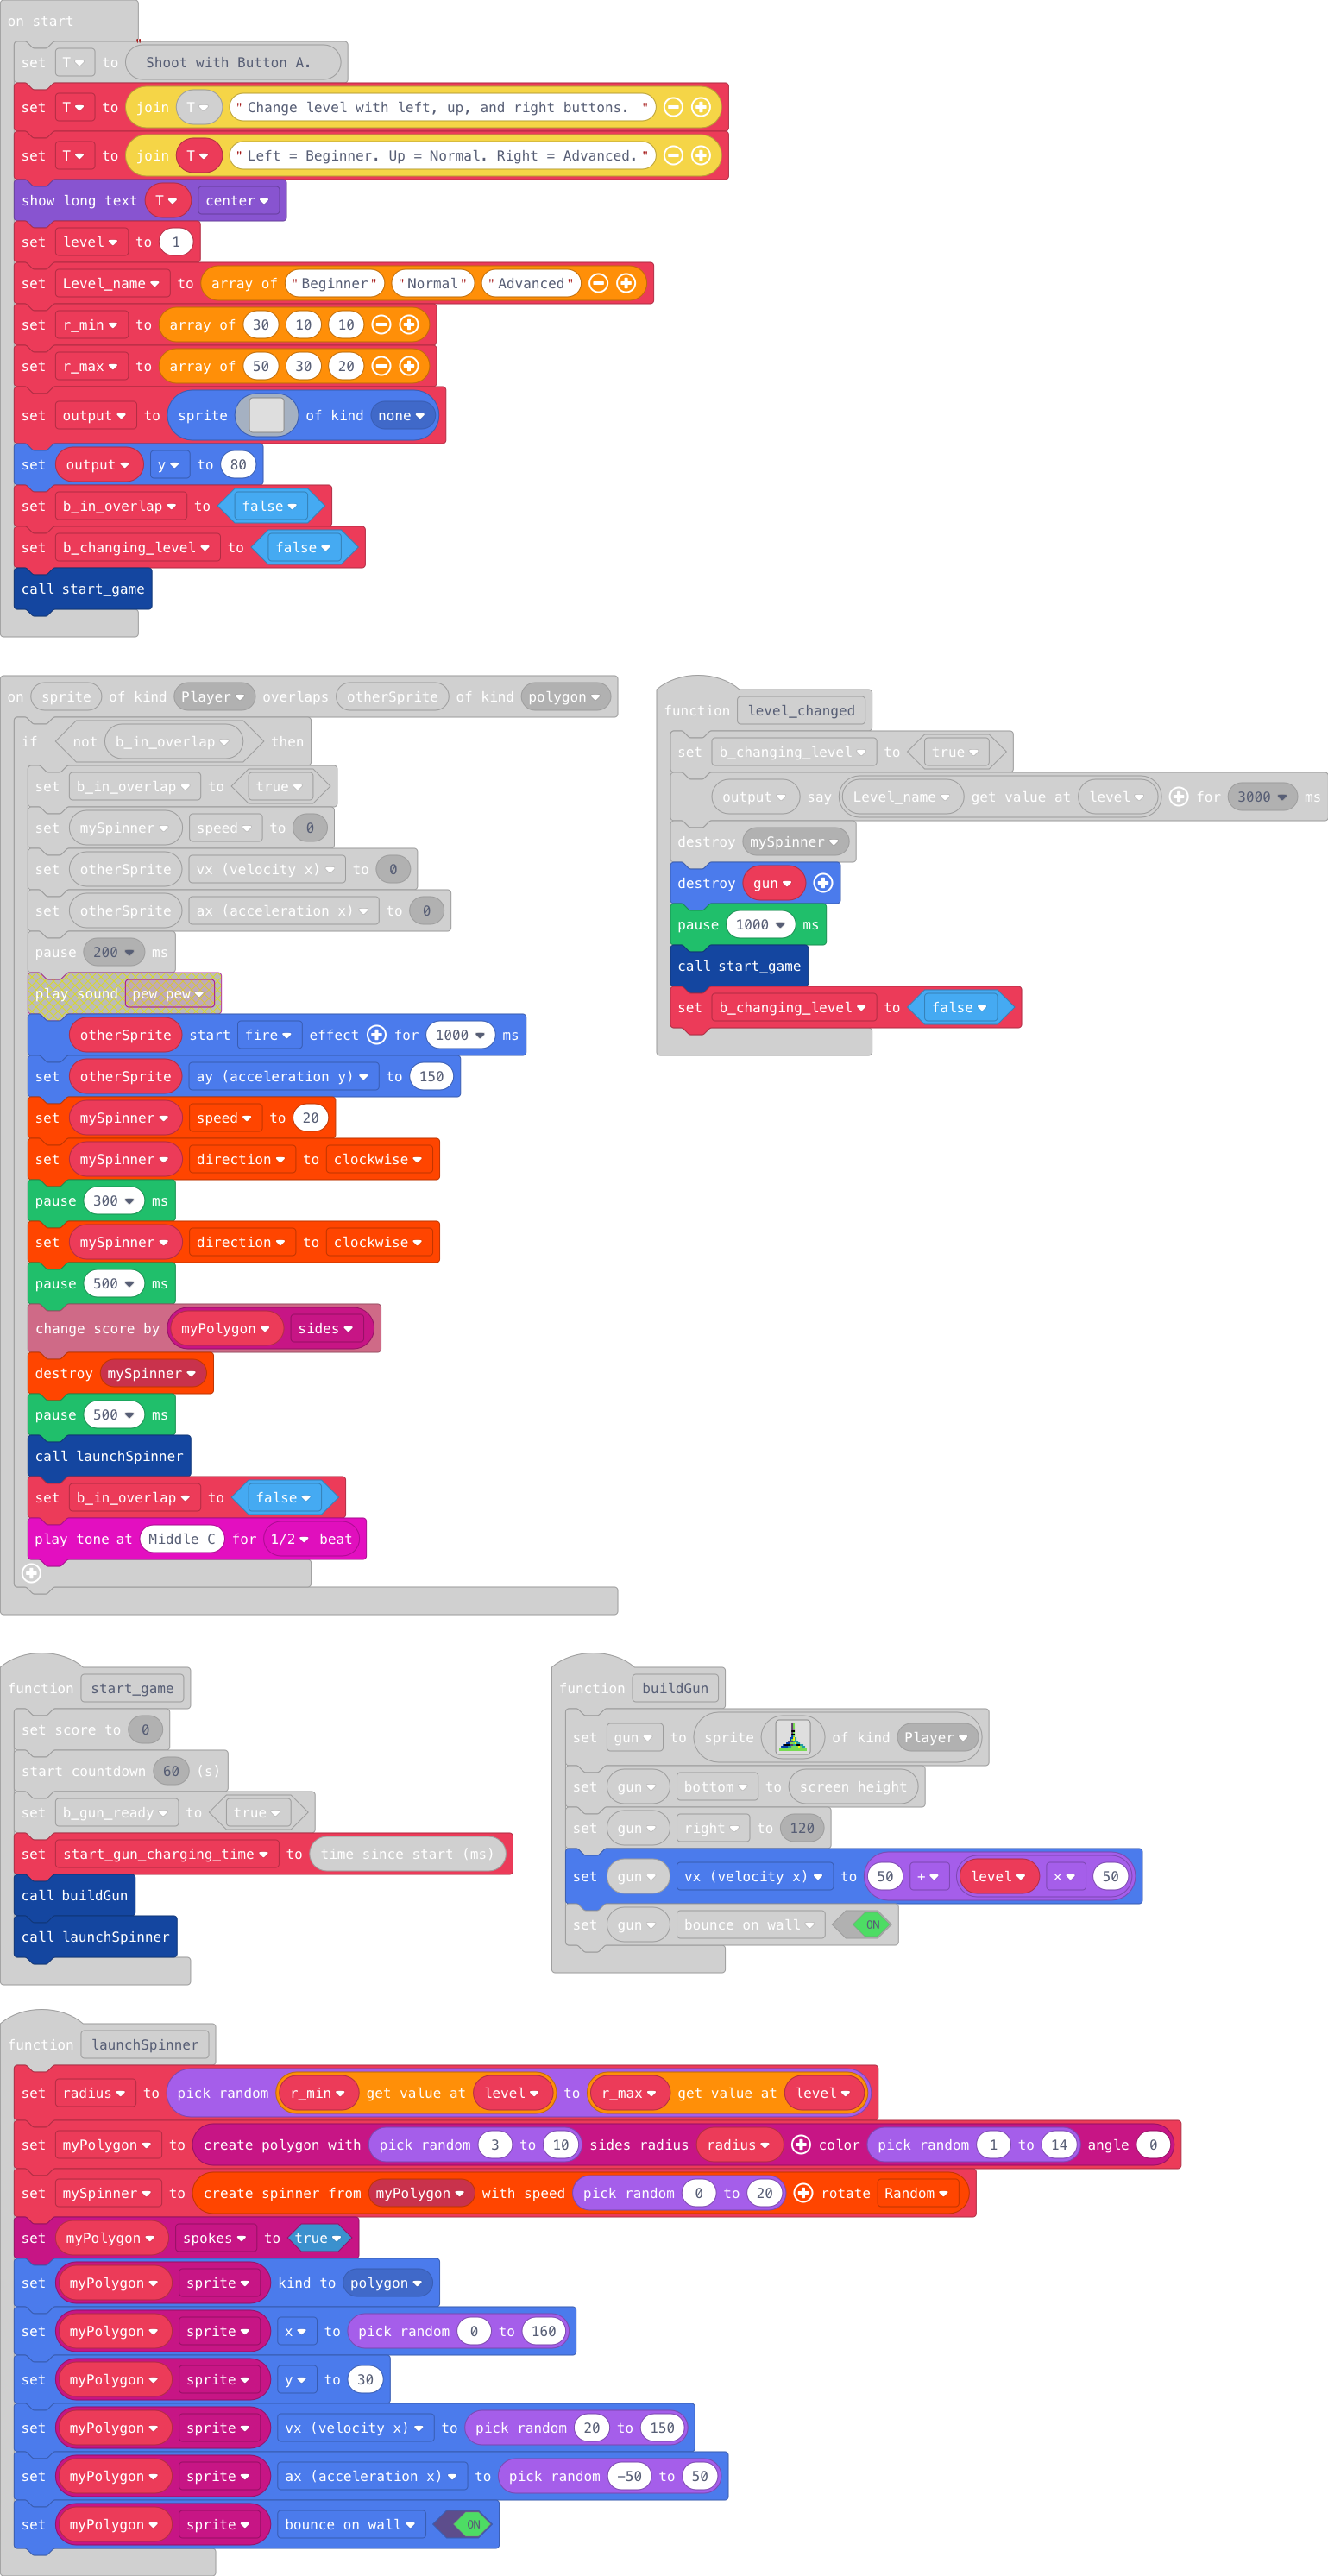 on start
set T to " Shoot with Button A.
set T to join T " Change level with left, up, and right buttons. "
set T to join T " Left = Beginner. Up = Normal. Right = Advanced. "
show long text T center
set level to 1
set Level_name to array of "Beginner" "Normal" "Advanced"
set r_min to array of 30 10 10
set r_max to array of 50 30 20
set output to sprite of kind none
set output y to 80
set b_in_overlap to false
set b_changing_level to false
call start_game
on sprite of kind Player overlaps otherSprite of kind polygon
if not b_in_overlap then
set b_in_overlap to true
set mySpinner speed to 0
set otherSprite vx (velocity x) to 0
set otherSprite ax (acceleration x) to 0
pause 200 ms
play sound pew pew
otherSprite start fire effect for 1000 ms
set otherSprite ay (acceleration y) to 150
set mySpinner speed to 20
set mySpinner direction to clockwise
pause 300 ms
set mySpinner direction to clockwise
pause 500 ms
change score by myPolygon sides
destroy mySpinner
pause 500 ms
call launchSpinner
set b_in_overlap to false
play tone at Middle C for 1/2 beat
function level_changed
set b_changing_level to true
output say Level_name get value at level for 3000 ms
destroy mySpinner
destroy gun
pause 1000 ms
call start_game
set b_changing_level to false
function start_game
set score to 0
start countdown 60 (s)
set b_gun_ready to true
set start_gun_charging_time to time since start (ms)
call buildGun
call launchSpinner
function buildGun
set gun to sprite of kind Player
set gun bottom to screen height
set gun right to 120
set gun vx (velocity x) to 50 + level × 50
set gun bounce on wall ON
function launchSpinner
set radius to pick random r_min get value at level to r_max get value at level
set myPolygon to create polygon with pick random 3 to 10 sides radius radius color pick random 1 to 14 angle 0
set mySpinner to create spinner from myPolygon with speed pick random 0 to 20 rotate Random
set myPolygon spokes to true
set myPolygon sprite kind to polygon
set myPolygon sprite x to pick random 0 to 160
set myPolygon sprite y to 30
set myPolygon sprite vx (velocity x) to pick random 20 to 150
set myPolygon sprite ax (acceleration x) to pick random -50 to 50
set myPolygon sprite bounce on wall ON